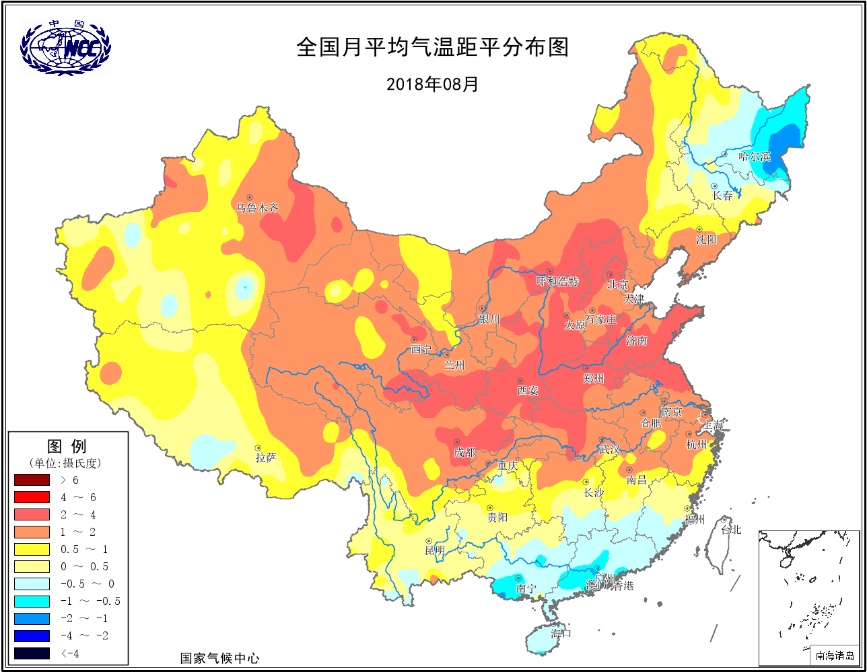 中国
NCC
全国月平均气温距平分布图
2018年08月
哈尔滨
长春
乌鲁木齐
沈阳
呼和浩特
北京
天津
银川
太原
石家庄
济南
西宁
兰州
郑州
西安
南京
合肥
上海
成都
武汉
杭州
拉萨
重庆
南昌
长沙
贵阳
福州
台北
昆明
南宁
香港
海口
图 例
(单位:摄氏度)
> 6
4 ~ 6
2 ~ 4
1 ~ 2
0.5 ~ 1
0 ~ 0.5
-0.5 ~ 0
-1 ~ -0.5
-2 ~ -1
-4 ~ -2
<-4
国家气候中心
南海诸岛